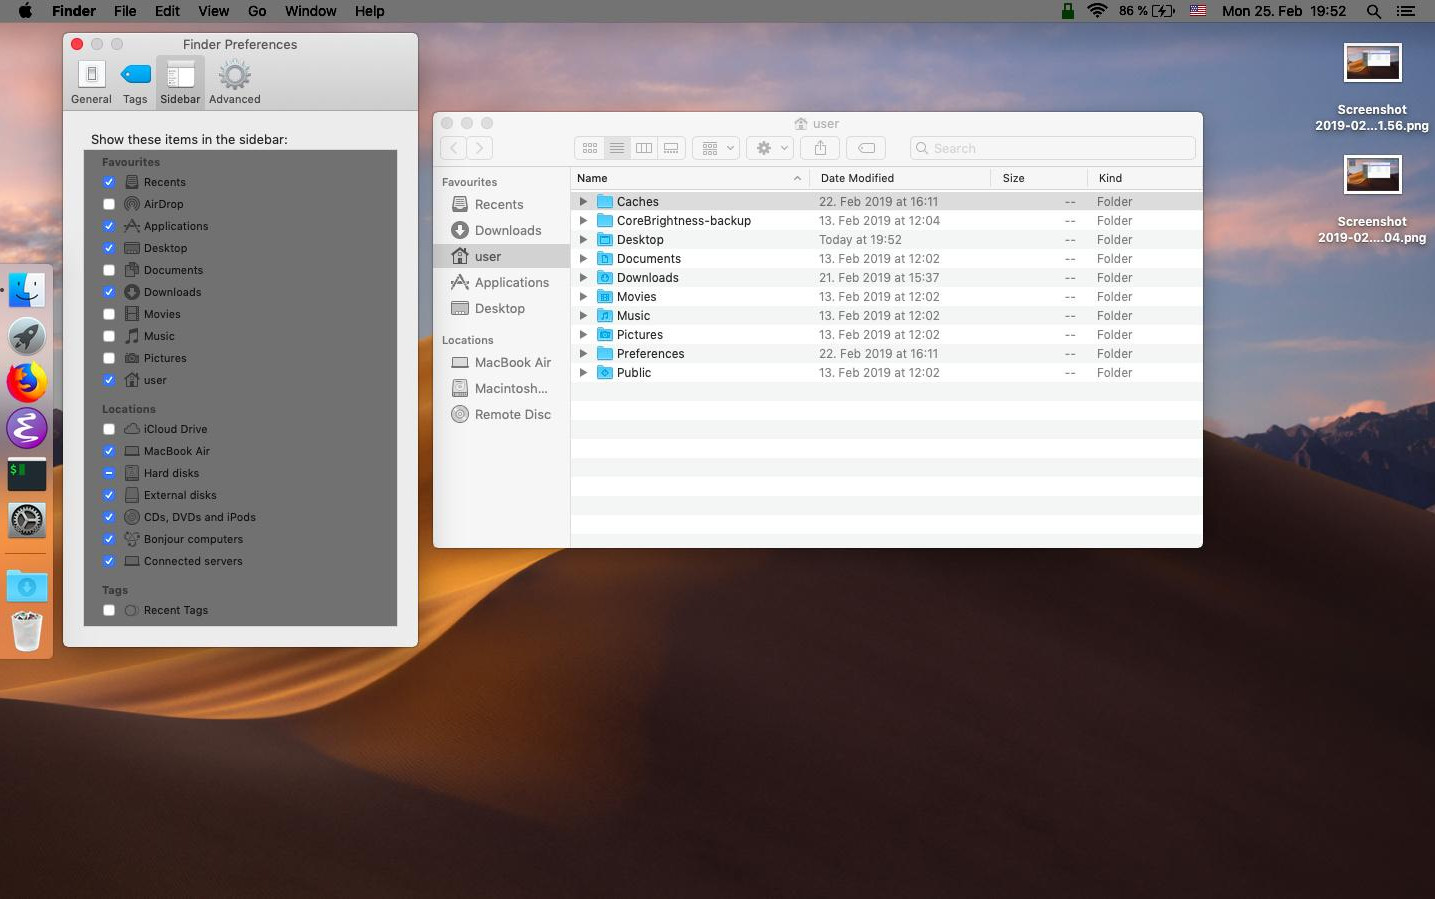 Finder File Edit View Go Window Help
86 % Mon 25. Feb 19:52
Finder Preferences
General Tags Sidebar Advanced
Show these items in the sidebar:
Favourites
Recents
AirDrop
Applications
Desktop
Documents
Downloads
Movies
Music
Pictures
user
Locations
iCloud Drive
MacBook Air
Hard disks
External disks
CDs, DVDs and iPods
Bonjour computers
Connected servers
Tags
Recent Tags
user
Search
Favourites
Recents
Downloads
user
Applications
Desktop
Locations
MacBook Air
Macintosh...
Remote Disc
Name Date Modified Size Kind
Caches 22. Feb 2019 at 16:11 -- Folder
CoreBrightness-backup 13. Feb 2019 at 12:04 -- Folder
Desktop Today at 19:52 -- Folder
Documents 13. Feb 2019 at 12:02 -- Folder
Downloads 21. Feb 2019 at 15:37 -- Folder
Movies 13. Feb 2019 at 12:02 -- Folder
Music 13. Feb 2019 at 12:02 -- Folder
Pictures 13. Feb 2019 at 12:02 -- Folder
Preferences 22. Feb 2019 at 16:11 -- Folder
Public 13. Feb 2019 at 12:02 -- Folder
Screenshot
2019-02...1.56.png
Screenshot
2019-02....04.png
$